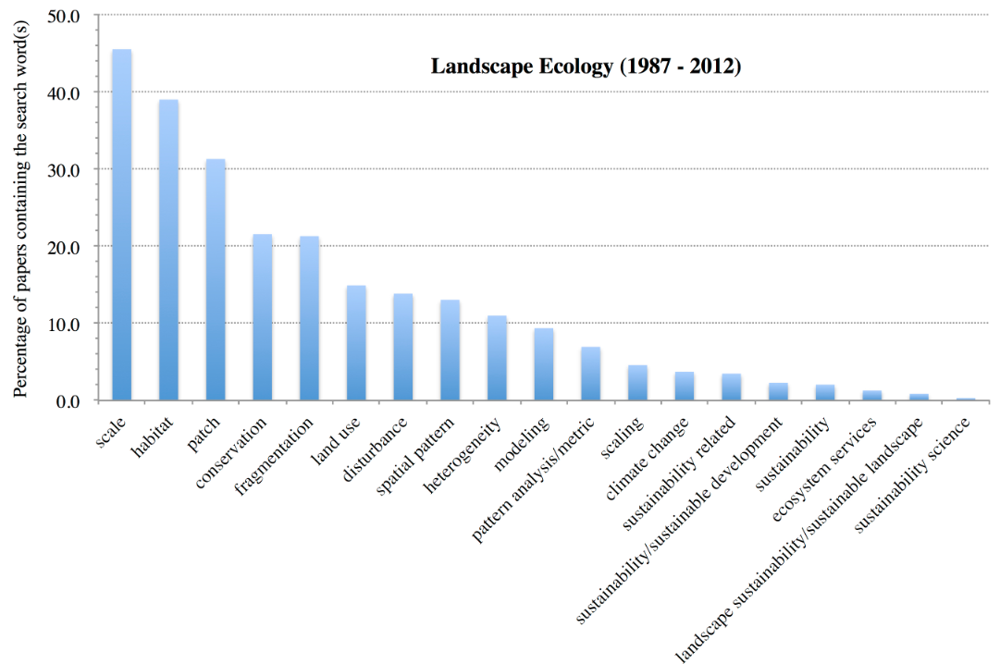 Landscape Ecology (1987 - 2012)
Percentage of papers containing the search word(s)
50.0
40.0
30.0
20.0
10.0
0.0
scale
habitat
patch
conservation
fragmentation
land use
disturbance
spatial pattern
heterogeneity
modeling
pattern analysis/metric
scaling
climate change
sustainability related
sustainability/sustainable development
sustainability
ecosystem services
landscape sustainability/sustainable landscape
sustainability science